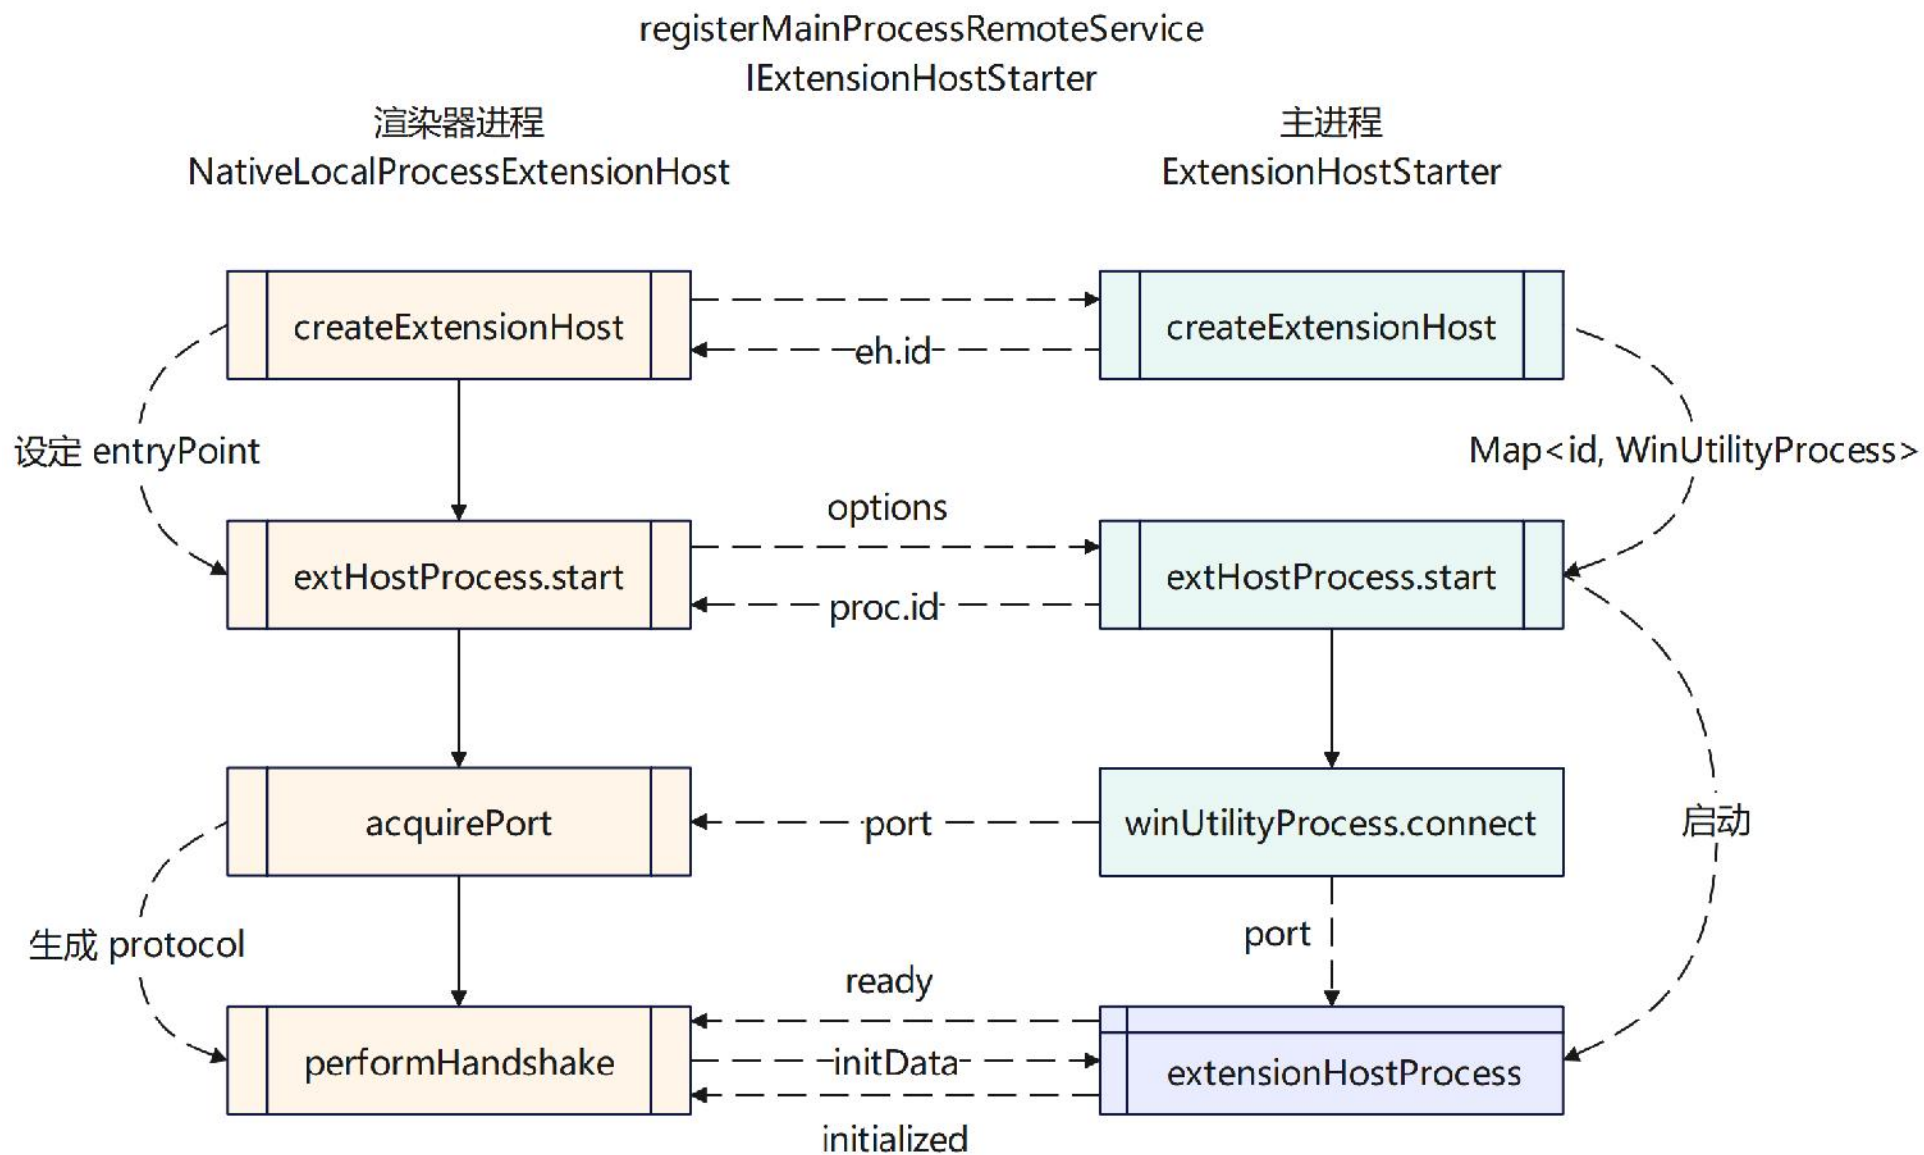 registerMainProcessRemoteService
IExtensionHostStarter
渲染器进程
NativeLocalProcessExtensionHost
主进程
ExtensionHostStarter
createExtensionHost
eh.id
createExtensionHost
设定 entryPoint
Map<id, WinUtilityProcess>
options
extHostProcess.start
proc.id
extHostProcess.start
acquirePort
port
winUtilityProcess.connect
启动
生成 protocol
port
ready
performHandshake
initData
extensionHostProcess
initialized